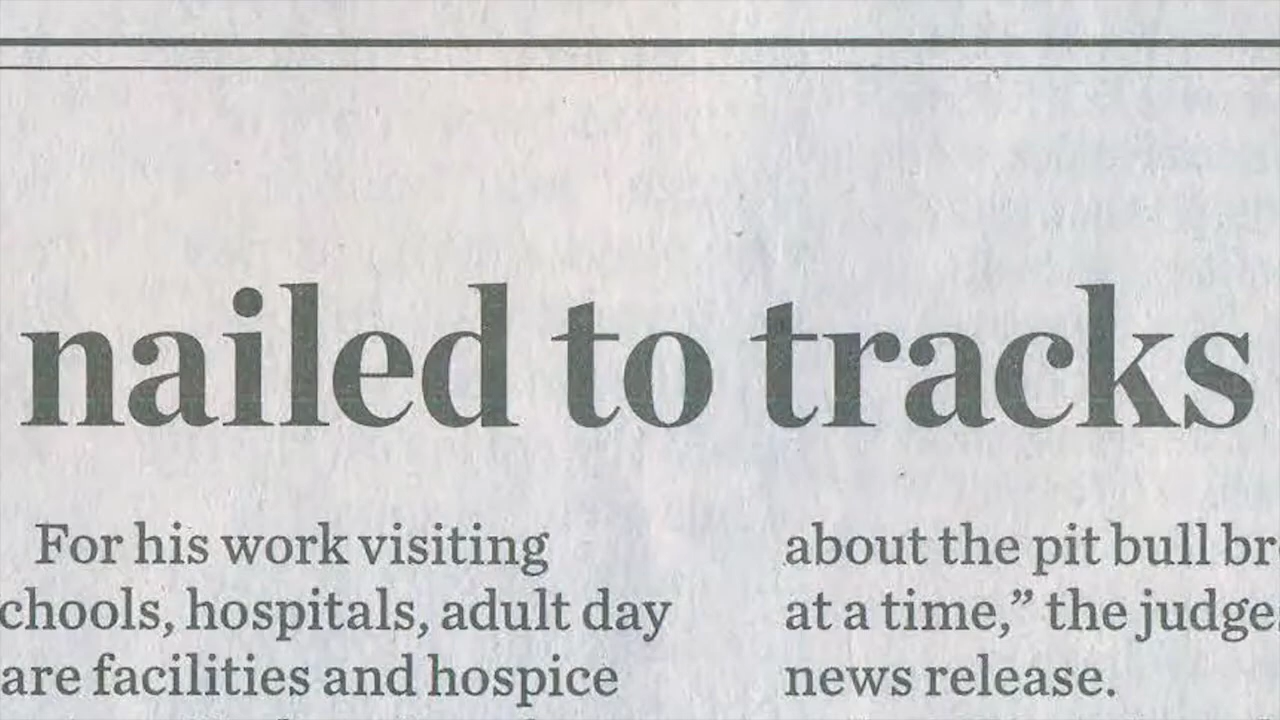 nailed to tracks
For his work visiting
chools, hospitals, adult day
are facilities and hospice
about the pit bull br
at a time,” the judge
news release.